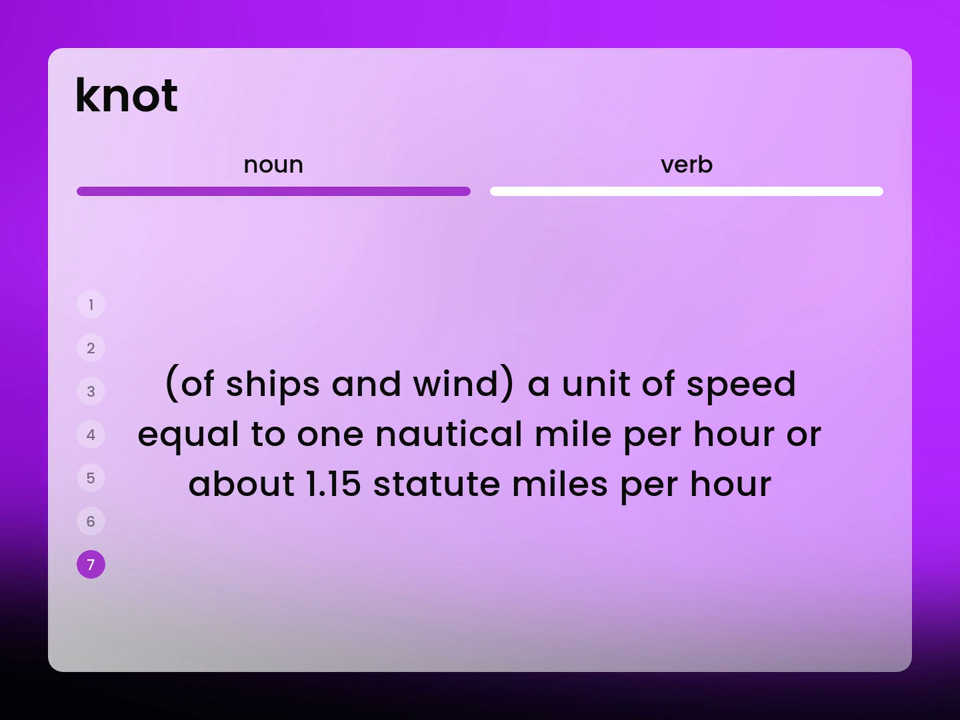 knot
noun
verb
1
2
3
4
5
6
7
(of ships and wind) a unit of speed
equal to one nautical mile per hour or
about 1.15 statute miles per hour